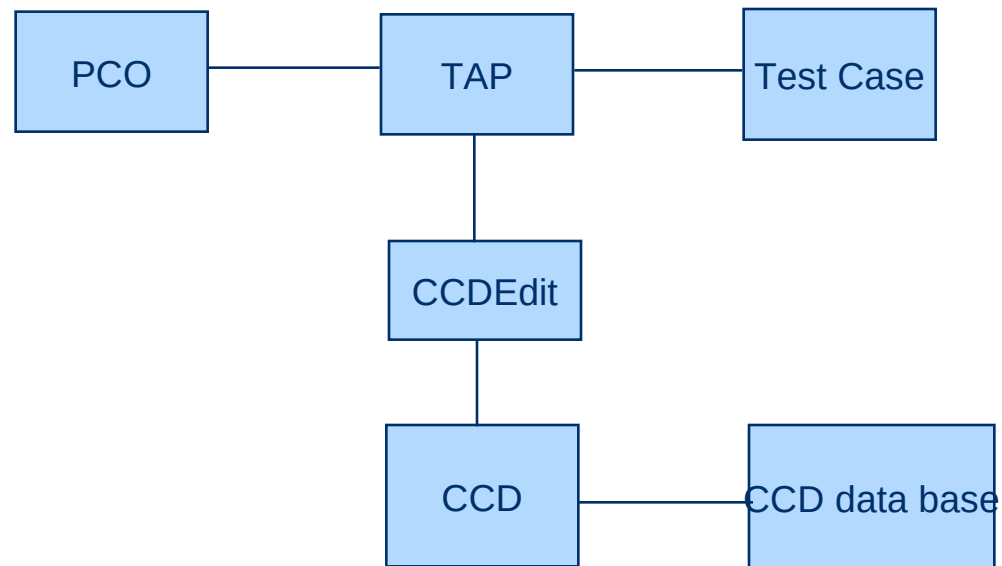 PCO
TAP
Test Case
CCDEdit
CCD
CCD data base